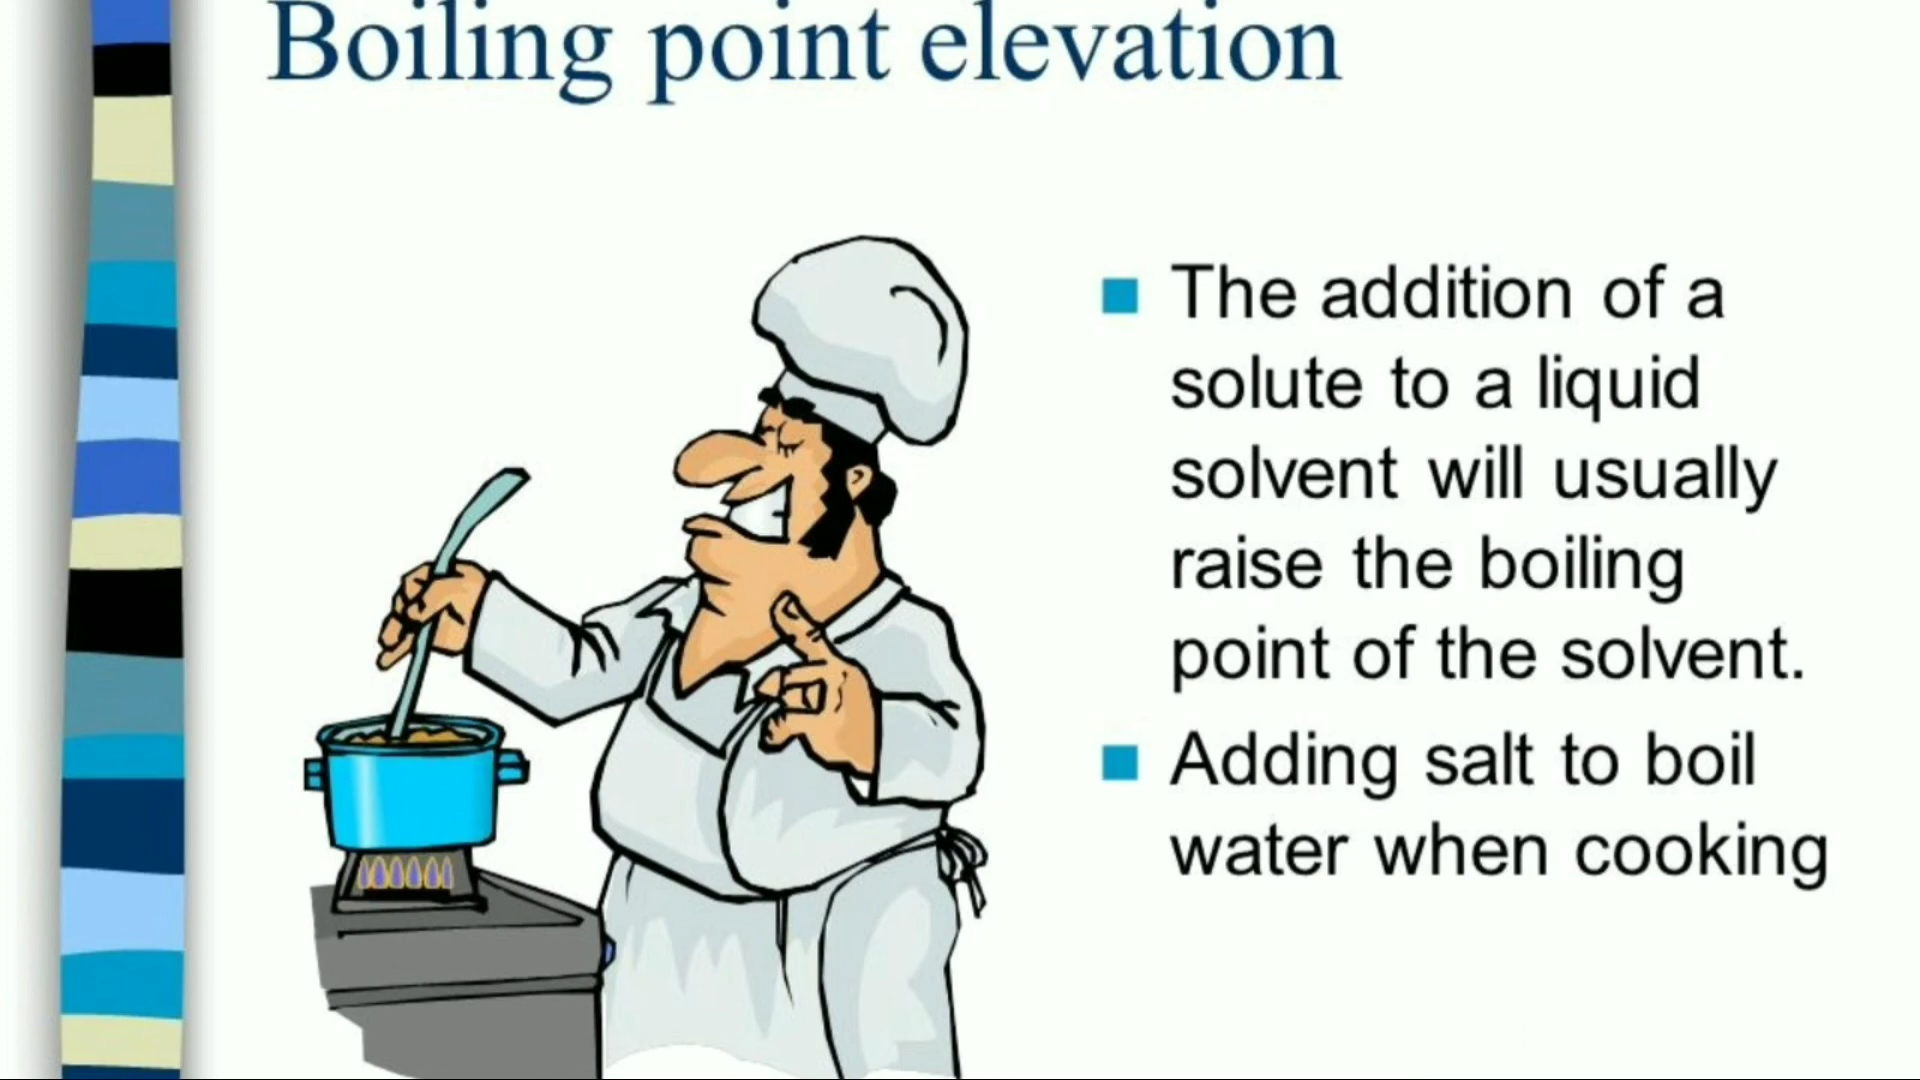 Boiling point elevation
The addition of a
solute to a liquid
solvent will usually
raise the boiling
point of the solvent.
Adding salt to boil
water when cooking